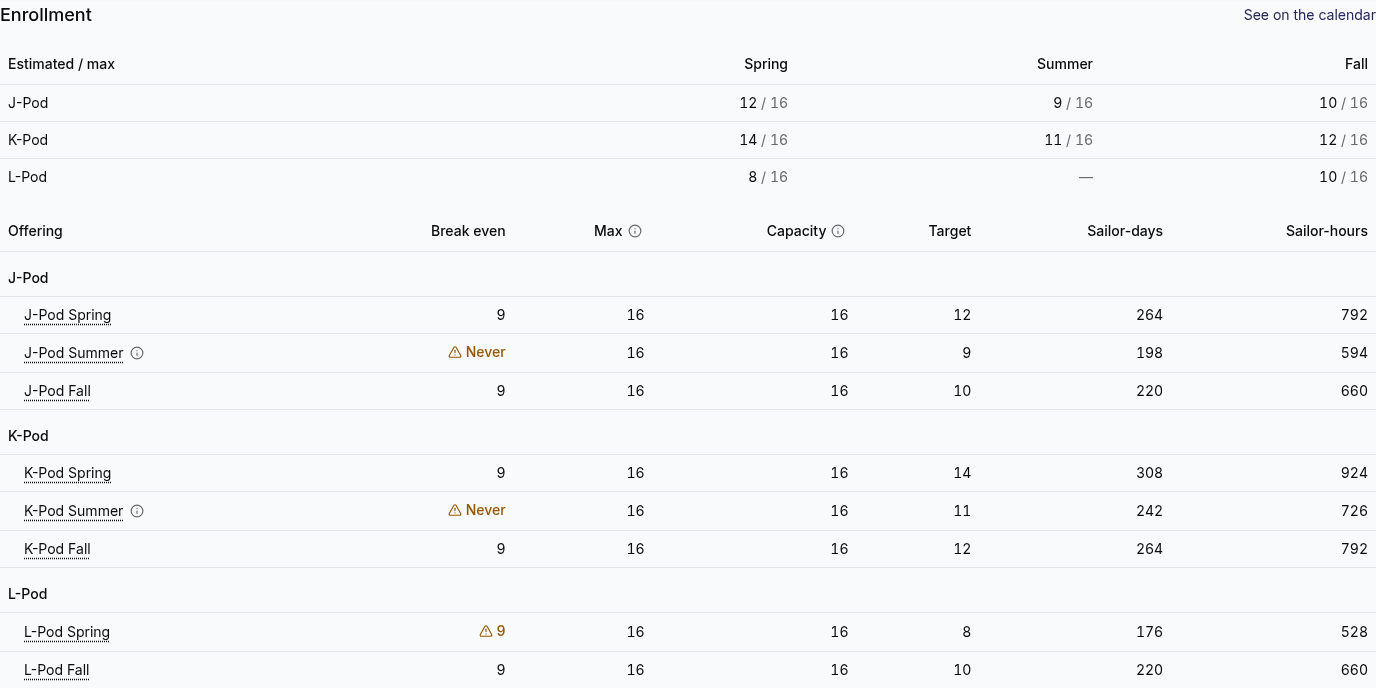 Enrollment See on the calendar
Estimated / max Spring Summer Fall
J-Pod 12 / 16 9 / 16 10 / 16
K-Pod 14 / 16 11 / 16 12 / 16
L-Pod 8 / 16 — 10 / 16
Offering Break even Max Capacity Target Sailor-days Sailor-hours
J-Pod
J-Pod Spring 9 16 16 12 264 792
J-Pod Summer Never 16 16 9 198 594
J-Pod Fall 9 16 16 10 220 660
K-Pod
K-Pod Spring 9 16 16 14 308 924
K-Pod Summer Never 16 16 11 242 726
K-Pod Fall 9 16 16 12 264 792
L-Pod
L-Pod Spring 9 16 16 8 176 528
L-Pod Fall 9 16 16 10 220 660